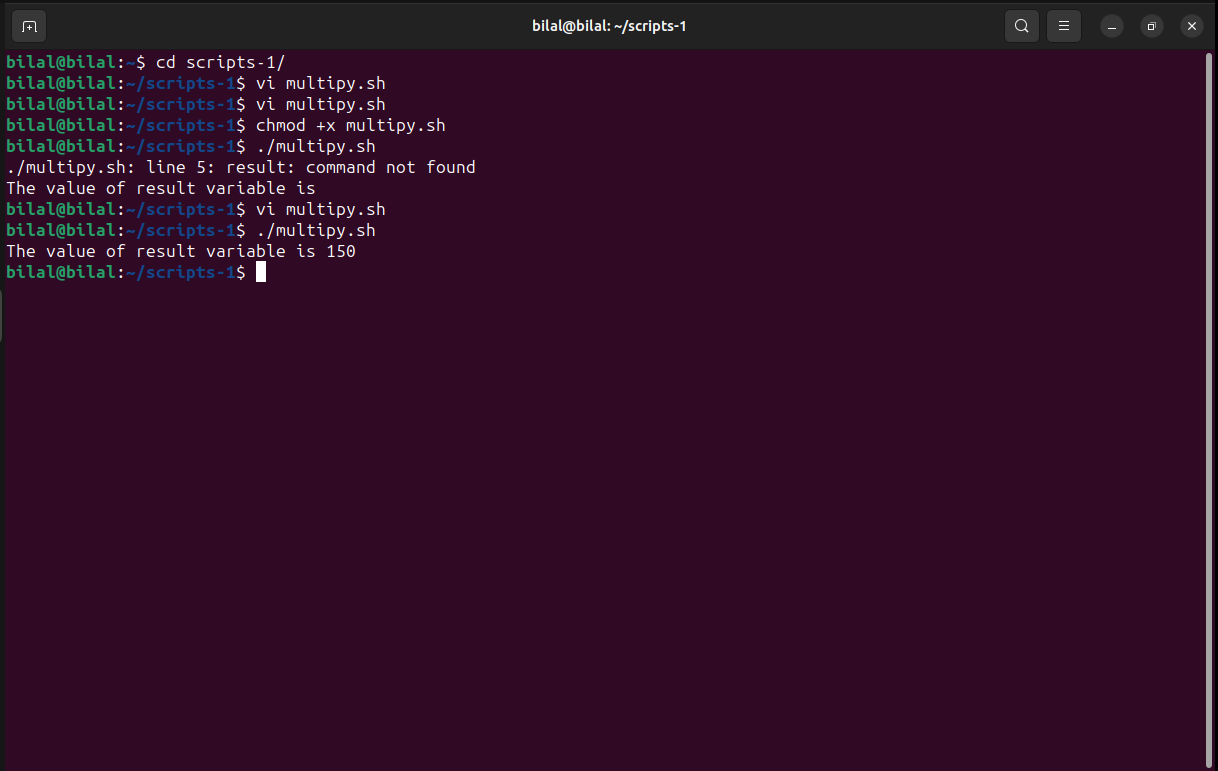 bilal@bilal: ~/scripts-1
bilal@bilal:~$ cd scripts-1/
bilal@bilal:~/scripts-1$ vi multipy.sh
bilal@bilal:~/scripts-1$ vi multipy.sh
bilal@bilal:~/scripts-1$ chmod +x multipy.sh
bilal@bilal:~/scripts-1$ ./multipy.sh
./multipy.sh: line 5: result: command not found
The value of result variable is
bilal@bilal:~/scripts-1$ vi multipy.sh
bilal@bilal:~/scripts-1$ ./multipy.sh
The value of result variable is 150
bilal@bilal:~/scripts-1$